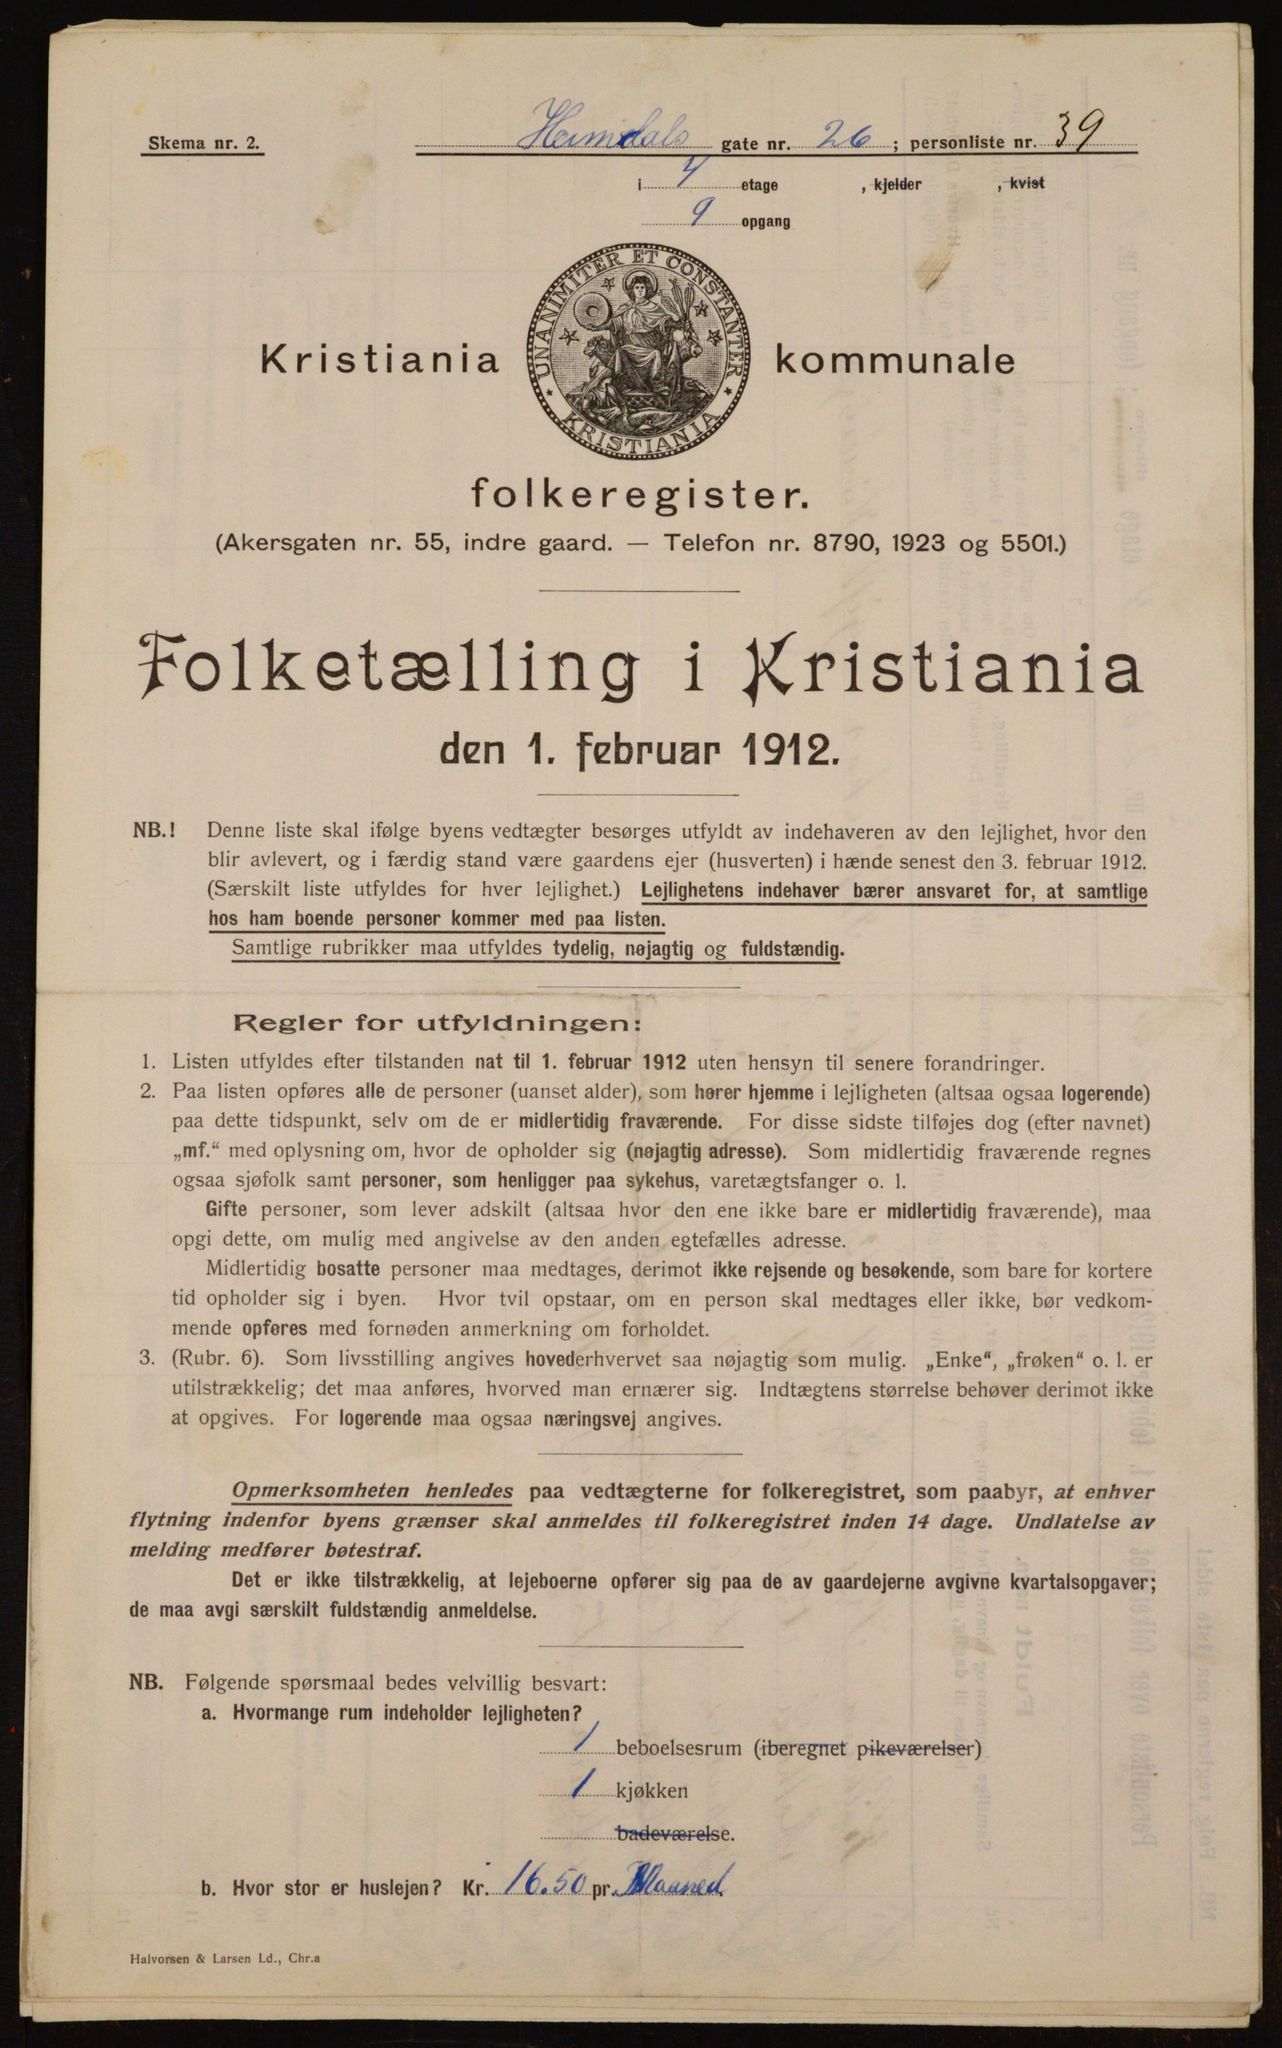 Skema nr. 2.
Heimdals gate nr. 26; personliste nr. 39
i 4 etage , kjelder , kvist
9 opgang
UNANIMITER ET CONSTANTER
KRISTIANIA
Kristiania kommunale
folkeregister.
(Akersgaten nr. 55, indre gaard. — Telefon nr. 8790, 1923 og 5501.)
Folketælling i Kristiania
den 1. februar 1912.
NB.! Denne liste skal ifølge byens vedtægter besørges utfyldt av indehaveren av den lejlighet, hvor den
blir avlevert, og i færdig stand være gaardens ejer (husverten) i hænde senest den 3. februar 1912.
(Særskilt liste utfyldes for hver lejlighet.) Lejlighetens indehaver bærer ansvaret for, at samtlige
hos ham boende personer kommer med paa listen.
Samtlige rubrikker maa utfyldes tydelig, nøjagtig og fuldstændig.
Regler for utfyldningen:
1. Listen utfyldes efter tilstanden nat til 1. februar 1912 uten hensyn til senere forandringer.
2. Paa listen opføres alle de personer (uanset alder), som hører hjemme i lejligheten (altsaa ogsaa logerende)
paa dette tidspunkt, selv om de er midlertidig fraværende. For disse sidste tilføjes dog (efter navnet)
„mf.“ med oplysning om, hvor de opholder sig (nøjagtig adresse). Som midlertidig fraværende regnes
ogsaa sjøfolk samt personer, som henligger paa sykehus, varetægtsfanger o. l.
Gifte personer, som lever adskilt (altsaa hvor den ene ikke bare er midlertidig fraværende), maa
opgi dette, om mulig med angivelse av den anden egtefælles adresse.
Midlertidig bosatte personer maa medtages, derimot ikke rejsende og besøkende, som bare for kortere
tid opholder sig i byen. Hvor tvil opstaar, om en person skal medtages eller ikke, bør vedkom-
mende opføres med fornøden anmerkning om forholdet.
3. (Rubr. 6). Som livsstilling angives hovederhvervet saa nøjagtig som mulig. „Enke“, „frøken“ o. l. er
utilstrækkelig; det maa anføres, hvorved man ernærer sig. Indtægtens størrelse behøver derimot ikke
at opgives. For logerende maa ogsaa næringsvej angives.
Opmerksomheten henledes paa vedtægterne for folkeregistret, som paabyr, at enhver
flytning indenfor byens grænser skal anmeldes til folkeregistret inden 14 dage. Undlatelse av
melding medfører bøtestraf.
Det er ikke tilstrækkelig, at lejeboerne opfører sig paa de av gaardejerne avgivne kvartalsopgaver;
de maa avgi særskilt fuldstændig anmeldelse.
NB. Følgende spørsmaal bedes velvillig besvart:
a. Hvormange rum indeholder lejligheten?
1 beboelsesrum (iberegnet pikeværelser)
1 kjøkken
badeværelse.
b. Hvor stor er huslejen? Kr. 16.50 pr. Maaned
Halvorsen & Larsen Ld., Chr.a